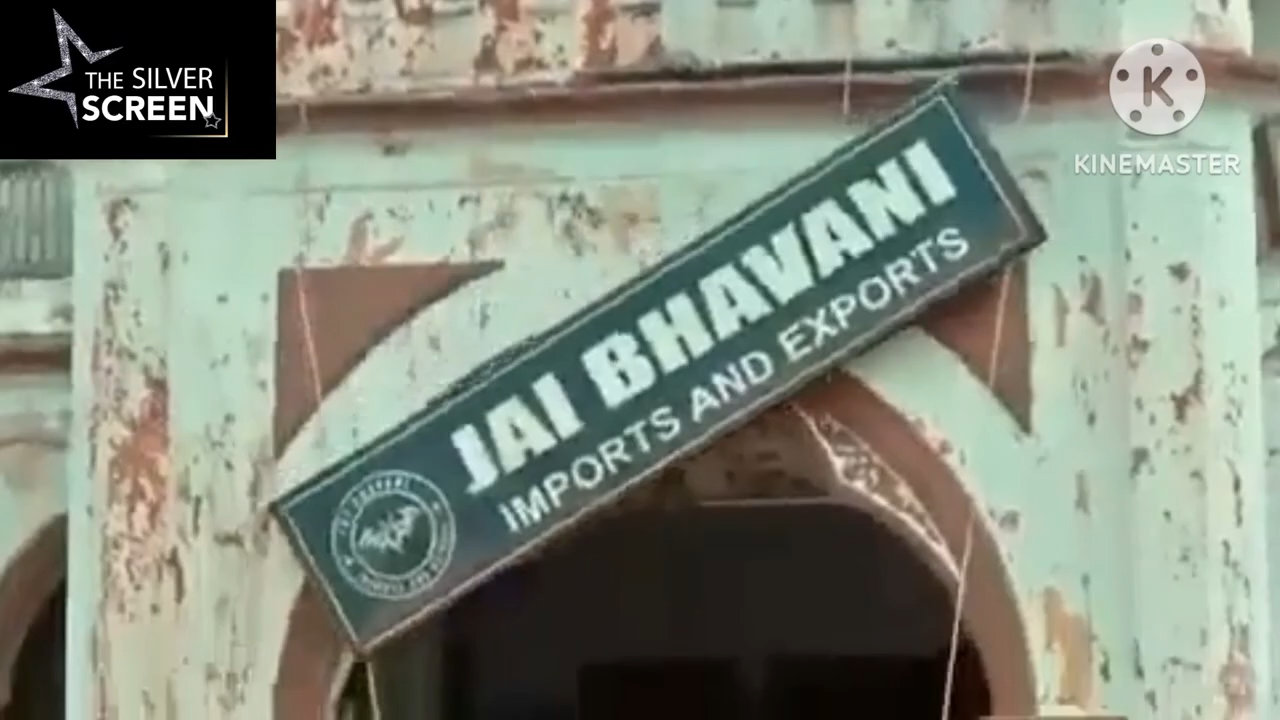 THE SILVER
SCREEN
K
KINEMASTER
JAI BHAVANI
IMPORTS AND EXPORTS